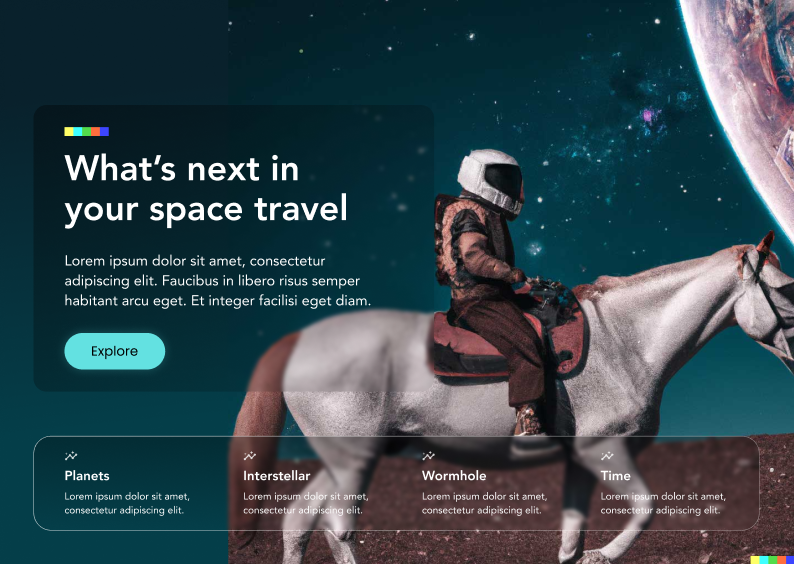 What's next in
your space travel
Lorem ipsum dolor sit amet, consectetur
adipiscing elit. Faucibus in libero risus semper
habitant arcu eget. Et integer facilisi eget diam.
Explore
Planets
Lorem ipsum dolor sit amet,
consectetur adipiscing elit.
Interstellar
Lorem ipsum dolor sit amet,
consectetur adipiscing elit.
Wormhole
Lorem ipsum dolor sit amet,
consectetur adipiscing elit.
Time
Lorem ipsum dolor sit amet,
consectetur adipiscing elit.